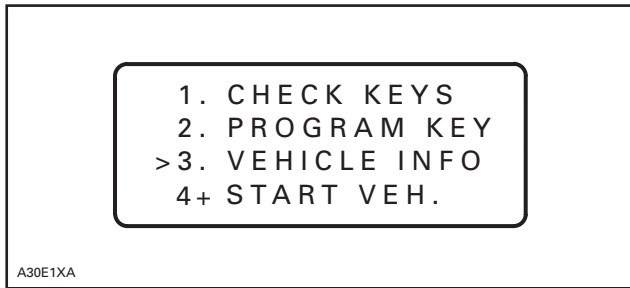 1. CHECK KEYS
2. PROGRAM KEY
>3. VEHICLE INFO
4+ START VEH.
A30E1XA